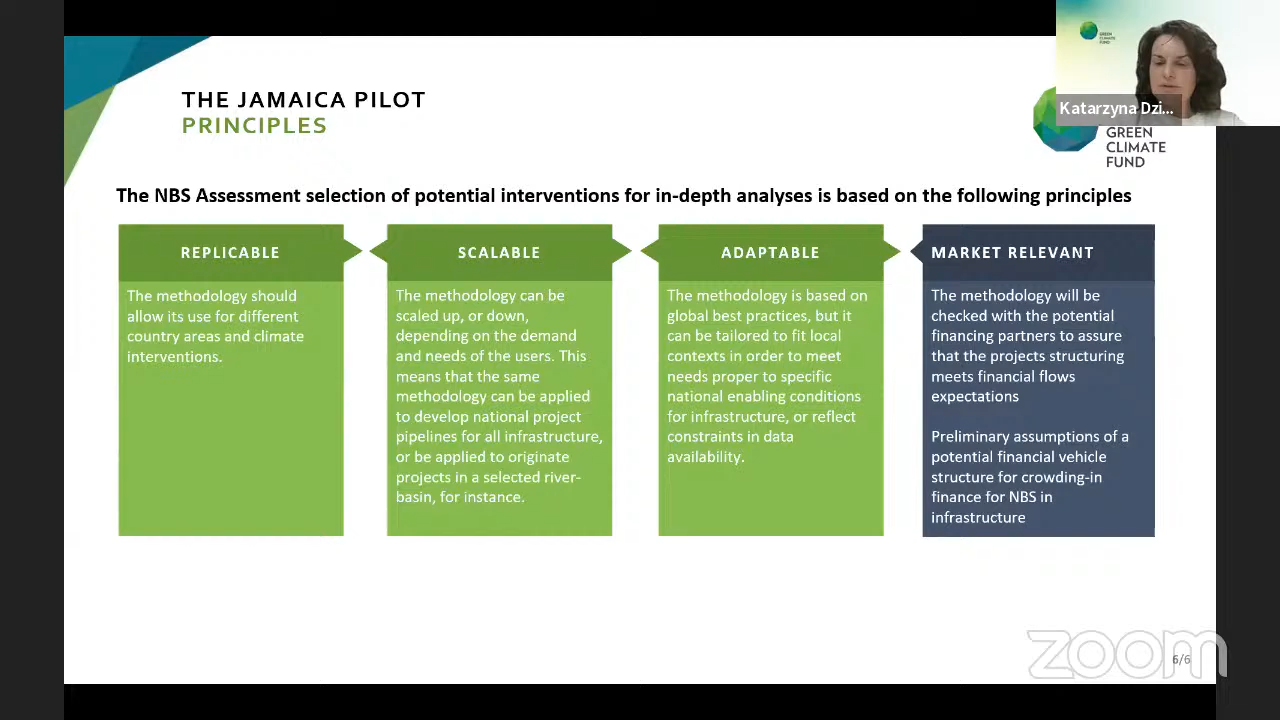 THE JAMAICA PILOT
PRINCIPLES
GREEN
CLIMATE
FUND
Katarzyna Dzi...
GREEN
CLIMATE
FUND
The NBS Assessment selection of potential interventions for in-depth analyses is based on the following principles
REPLICABLE
The methodology should
allow its use for different
country areas and climate
interventions.
SCALABLE
The methodology can be
scaled up, or down,
depending on the demand
and needs of the users. This
means that the same
methodology can be applied
to develop national project
pipelines for all infrastructure,
or be applied to originate
projects in a selected river-
basin, for instance.
ADAPTABLE
The methodology is based on
global best practices, but it
can be tailored to fit local
contexts in order to meet
needs proper to specific
national enabling conditions
for infrastructure, or reflect
constraints in data
availability.
MARKET RELEVANT
The methodology will be
checked with the potential
financing partners to assure
that the projects structuring
meets financial flows
expectations
Preliminary assumptions of a
potential financial vehicle
structure for crowding-in
finance for NBS in
infrastructure
zoom
6/6